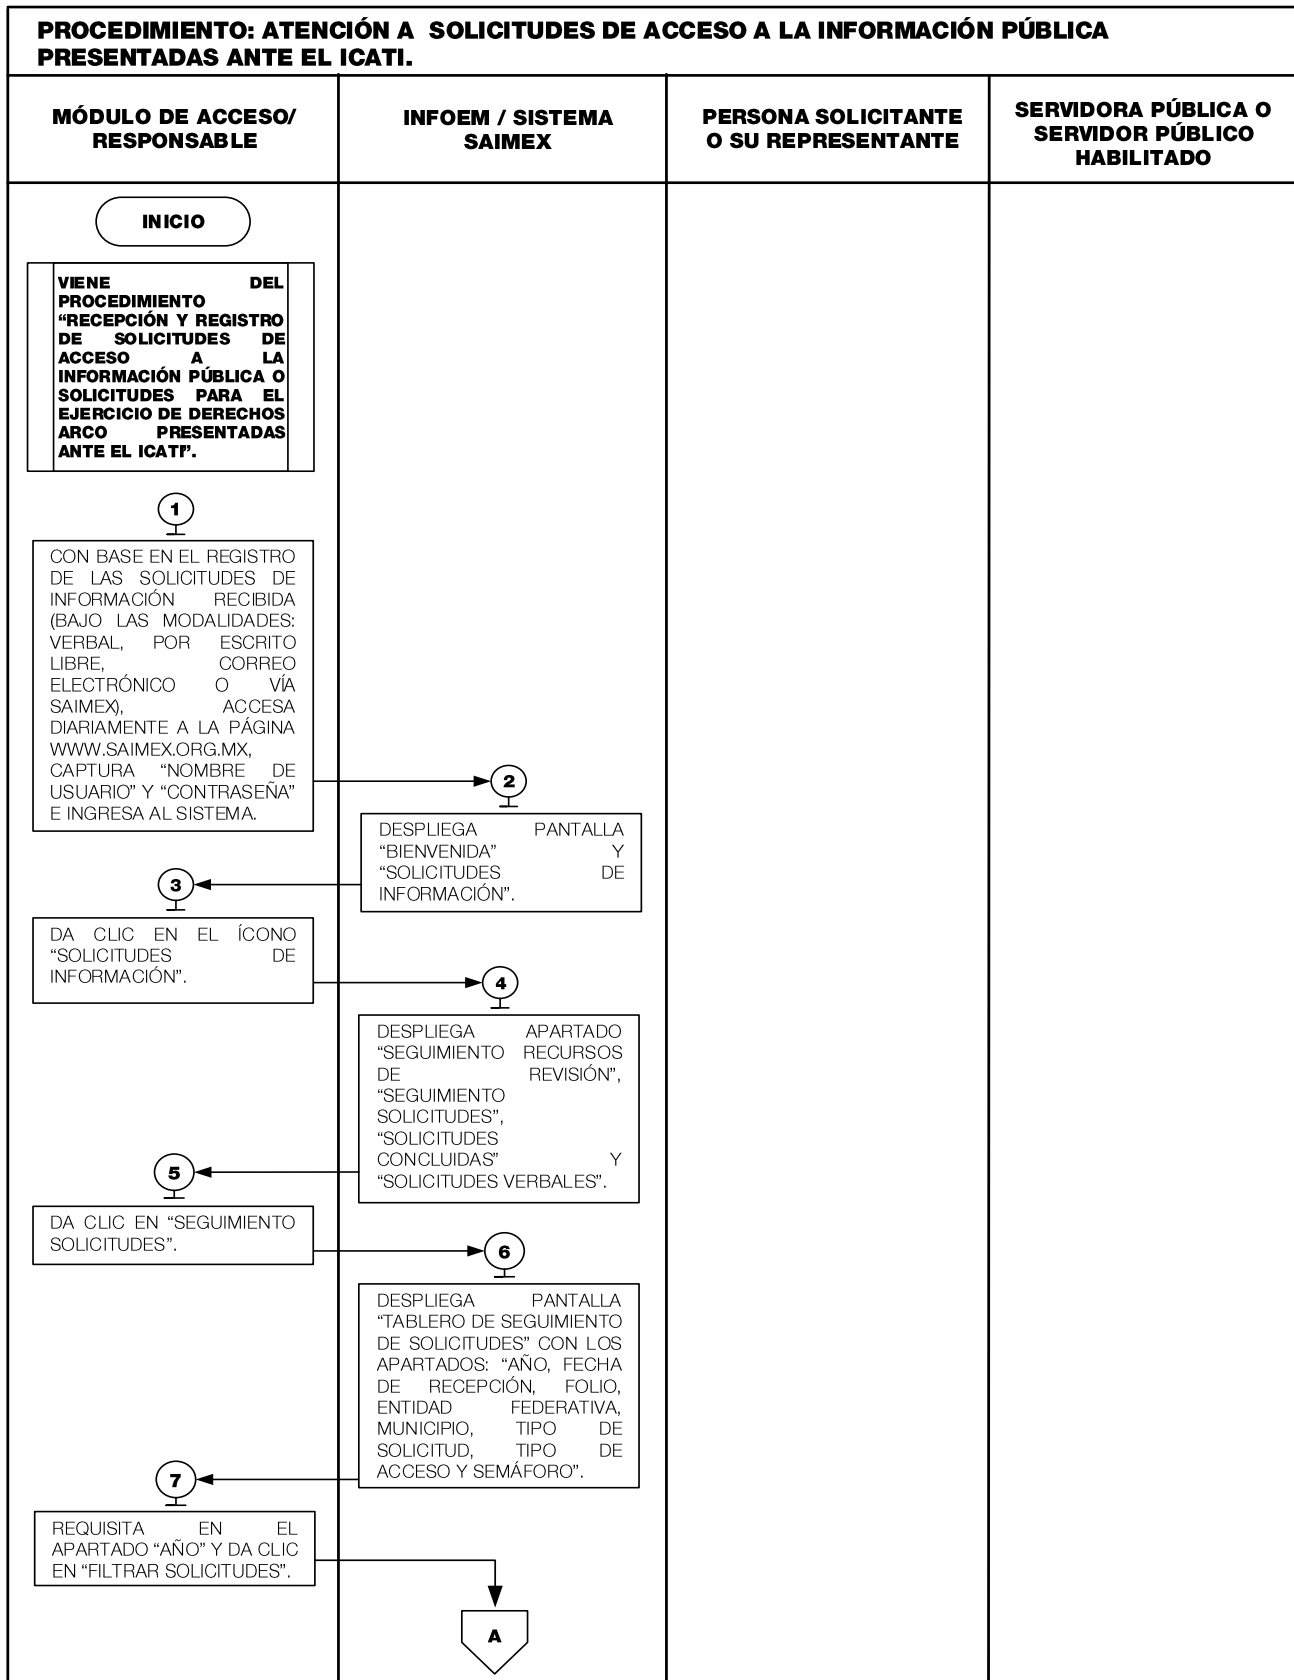 PROCEDIMIENTO: ATENCIÓN A SOLICITUDES DE ACCESO A LA INFORMACIÓN PÚBLICA
PRESENTADAS ANTE EL ICATI.
MÓDULO DE ACCESO/
RESPONSABLE
INFOEM / SISTEMA
SAIMEX
PERSONA SOLICITANTE
O SU REPRESENTANTE
SERVIDORA PÚBLICA O
SERVIDOR PÚBLICO
HABILITADO
INICIO
VIENE DEL
PROCEDIMIENTO
“RECEPCIÓN Y REGISTRO
DE SOLICITUDES DE
ACCESO A LA
INFORMACIÓN PÚBLICA O
SOLICITUDES PARA EL
EJERCICIO DE DERECHOS
ARCO PRESENTADAS
ANTE EL ICATI”.
1
CON BASE EN EL REGISTRO
DE LAS SOLICITUDES DE
INFORMACIÓN RECIBIDA
(BAJO LAS MODALIDADES:
VERBAL, POR ESCRITO
LIBRE, CORREO
ELECTRÓNICO O VÍA
SAIMEX), ACCESA
DIARIAMENTE A LA PÁGINA
WWW.SAIMEX.ORG.MX,
CAPTURA “NOMBRE DE
USUARIO” Y “CONTRASEÑA”
E INGRESA AL SISTEMA.
2
DESPLIEGA PANTALLA
“BIENVENIDA” Y
“SOLICITUDES DE
INFORMACIÓN”.
3
DA CLIC EN EL ÍCONO
“SOLICITUDES DE
INFORMACIÓN”.
4
DESPLIEGA APARTADO
“SEGUIMIENTO RECURSOS
DE REVISIÓN”,
“SEGUIMIENTO
SOLICITUDES”,
“SOLICITUDES
CONCLUIDAS” Y
“SOLICITUDES VERBALES”.
5
DA CLIC EN “SEGUIMIENTO
SOLICITUDES”.
6
DESPLIEGA PANTALLA
“TABLERO DE SEGUIMIENTO
DE SOLICITUDES” CON LOS
APARTADOS: “AÑO, FECHA
DE RECEPCIÓN, FOLIO,
ENTIDAD FEDERATIVA,
MUNICIPIO, TIPO DE
SOLICITUD, TIPO DE
ACCESO Y SEMÁFORO”.
7
REQUISITA EN EL
APARTADO “AÑO” Y DA CLIC
EN “FILTRAR SOLICITUDES”.
A